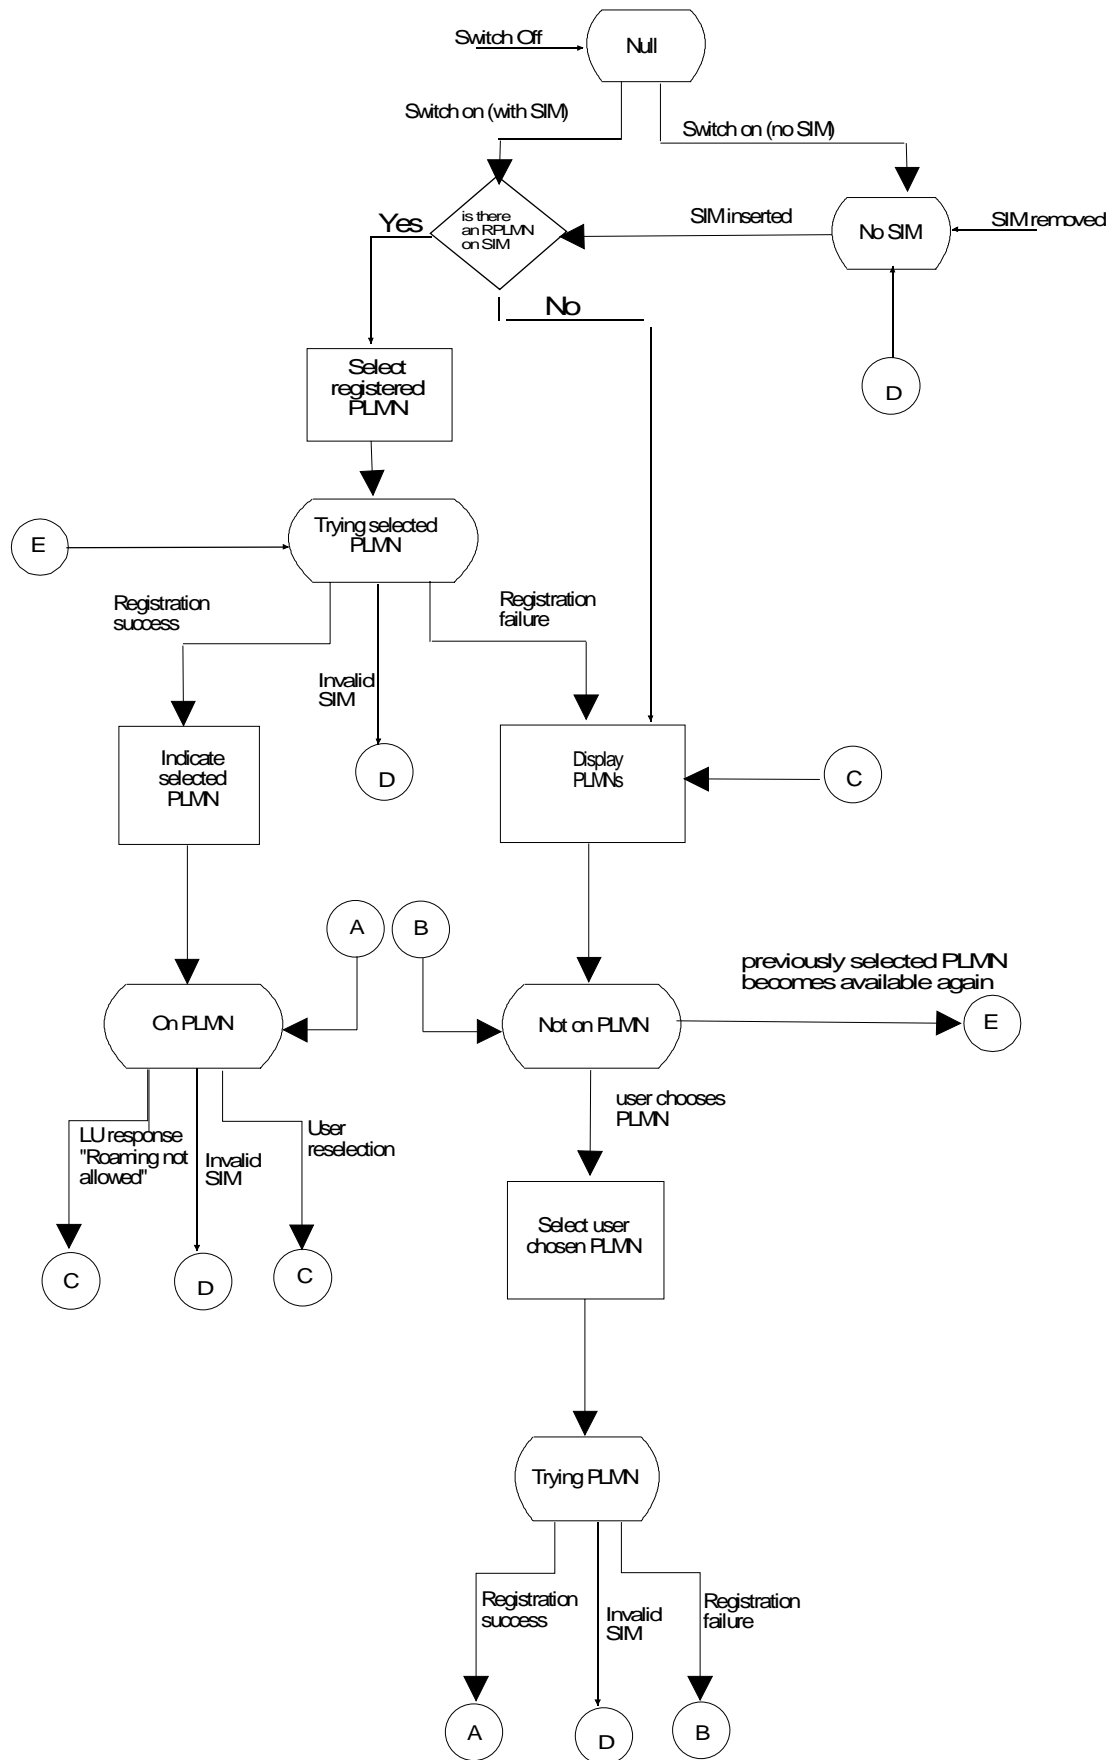 Switch Off
Null
Switch on (with SIM)
Switch on (no SIM)
is there
an RPLMN
on SIM
Yes
SIM inserted
No SIM
SIM removed
No
Select
registered
PLMN
D
Trying selected
PLMN
E
Registration
success
Registration
failure
Invalid
SIM
Indicate
selected
PLMN
D
Display
PLMNs
C
A
B
previously selected PLMN
becomes available again
On PLMN
Not on PLMN
E
user chooses
PLMN
LU response
"Roaming not
allowed"
Invalid
SIM
User
reselection
C
D
C
Select user
chosen PLMN
Trying PLMN
Registration
success
Invalid
SIM
Registration
failure
A
D
B